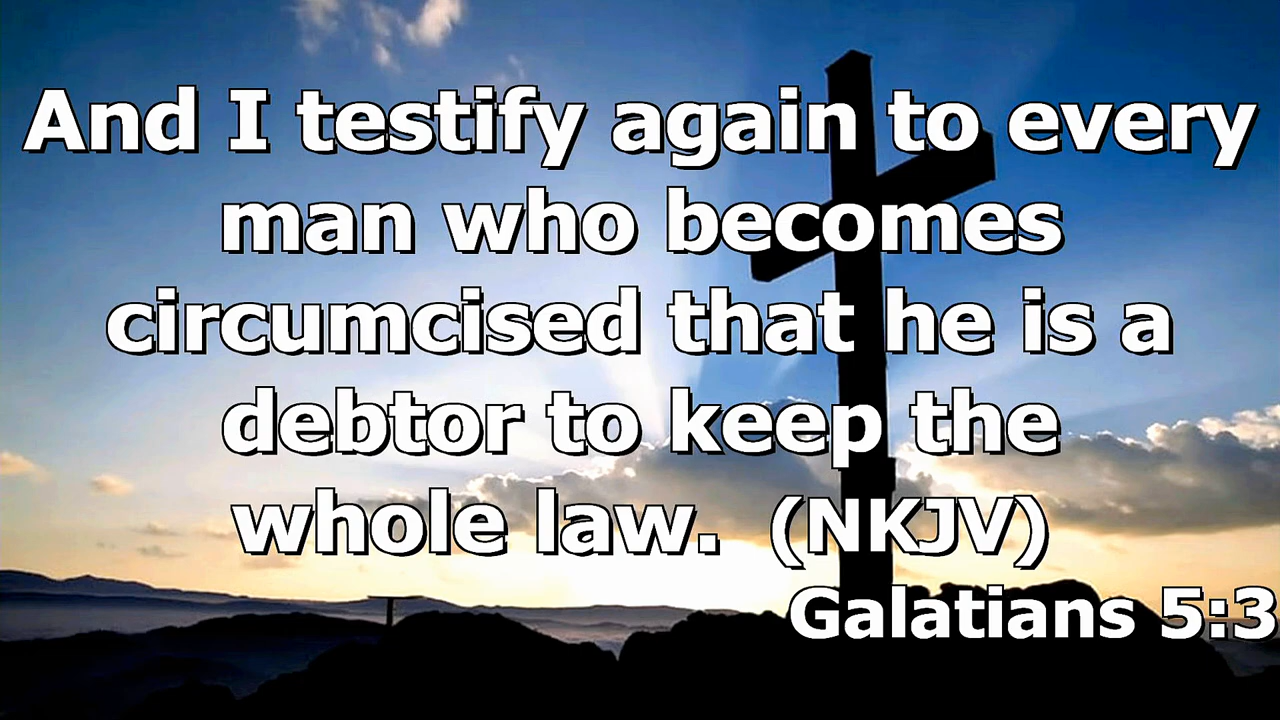 And I testify again to every
man who becomes
circumcised that he is a
debtor to keep the
whole law.  (NKJV)
Galatians 5:3